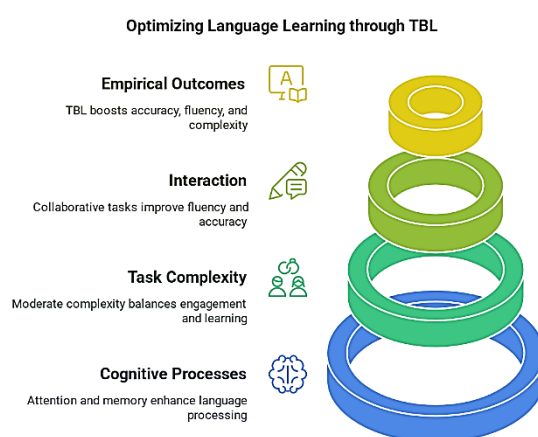 Optimizing Language Learning through TBL
Empirical Outcomes
A
TBL boosts accuracy, fluency, and
complexity
Interaction
Collaborative tasks improve fluency and
accuracy
Task Complexity
Moderate complexity balances engagement
and learning
Cognitive Processes
Attention and memory enhance language
processing